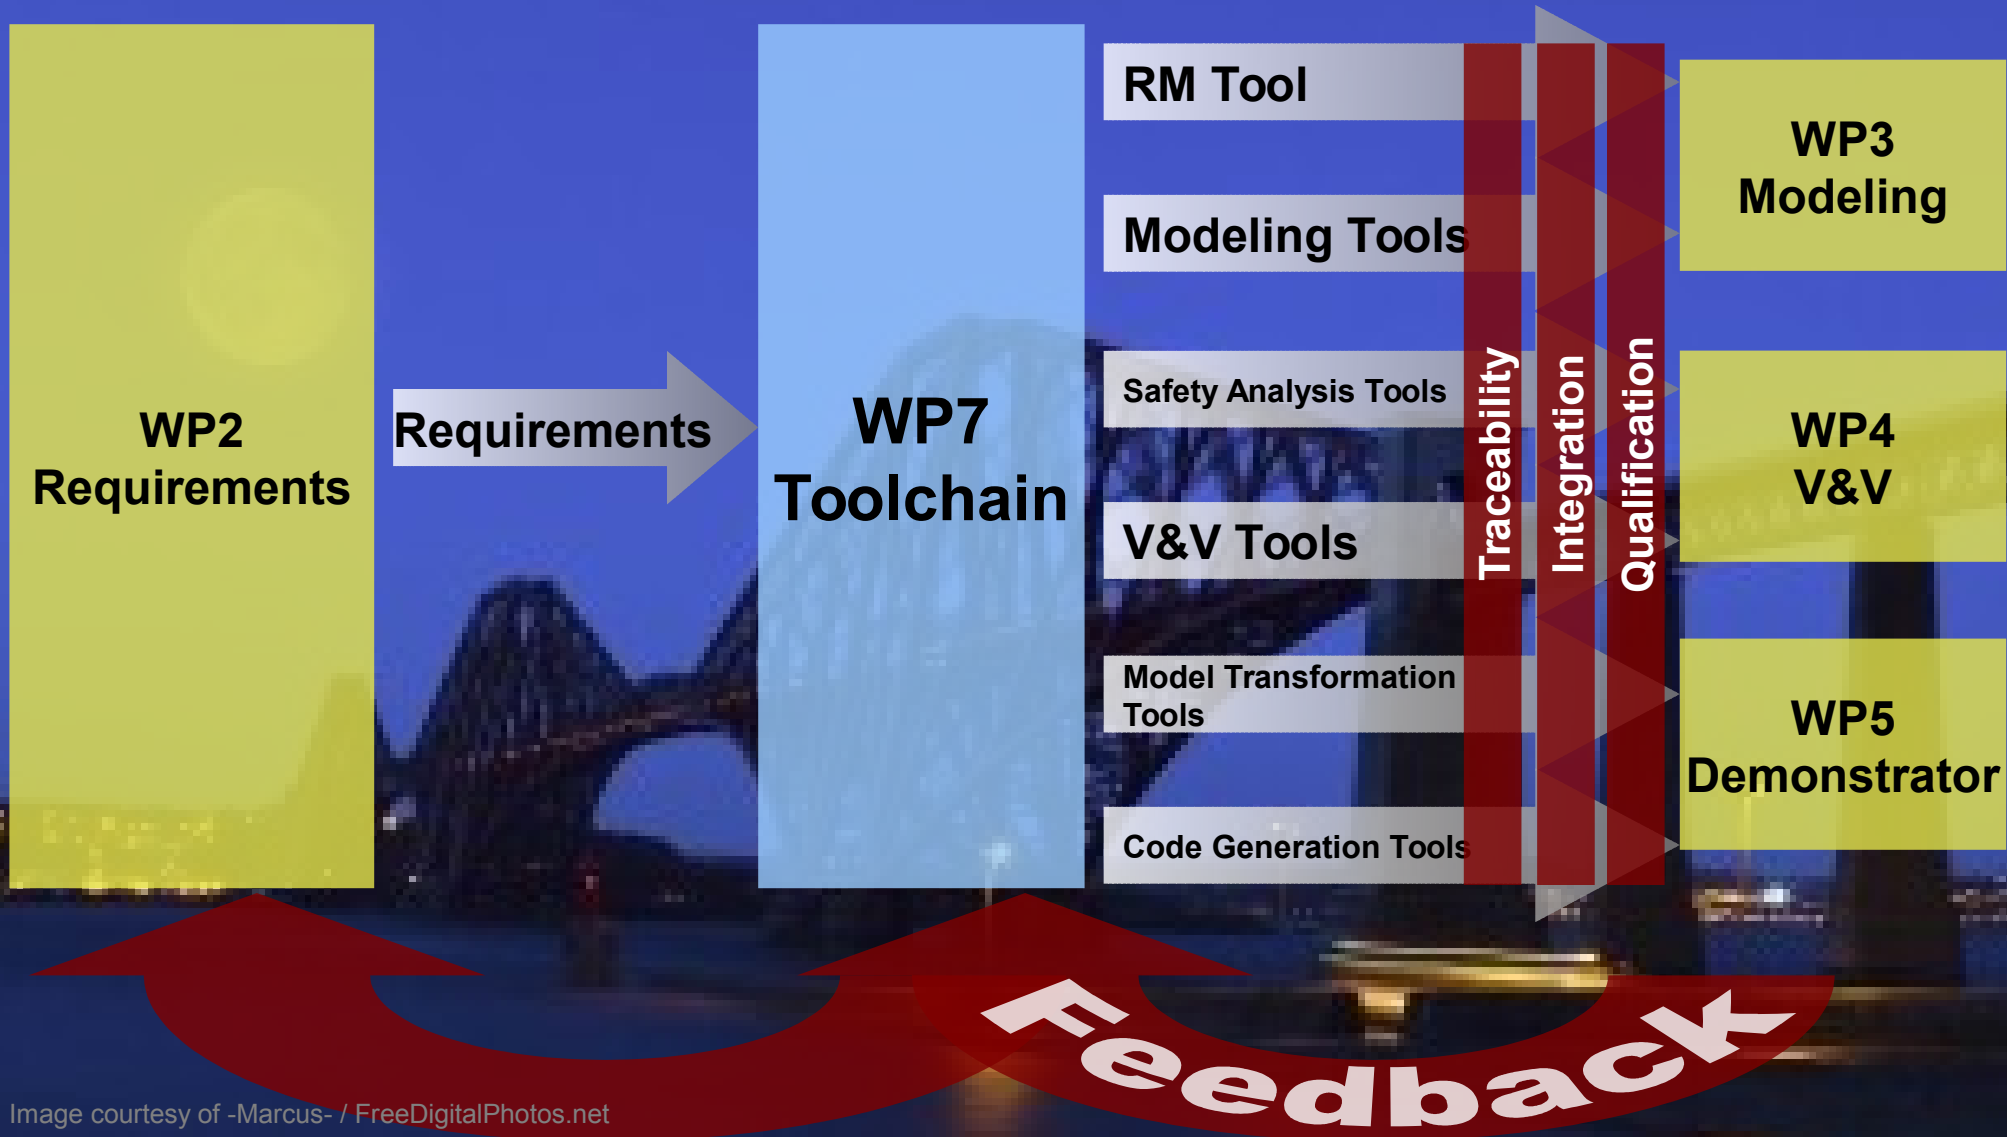 WP2
Requirements
Requirements
WP7
Toolchain
RM Tool
Modeling Tools
Safety Analysis Tools
V&V Tools
Model Transformation
Tools
Code Generation Tools
Traceability
Integration
Qualification
WP3
Modeling
WP4
V&V
WP5
Demonstrator
Feedback
Image courtesy of -Marcus- / FreeDigitalPhotos.net